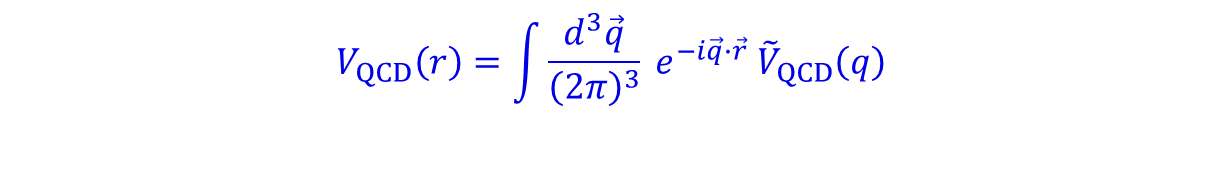 V_QCD(r) = ∫ d³q⃗/(2π)³ e^{−iq⃗·r⃗} Ṽ_QCD(q)